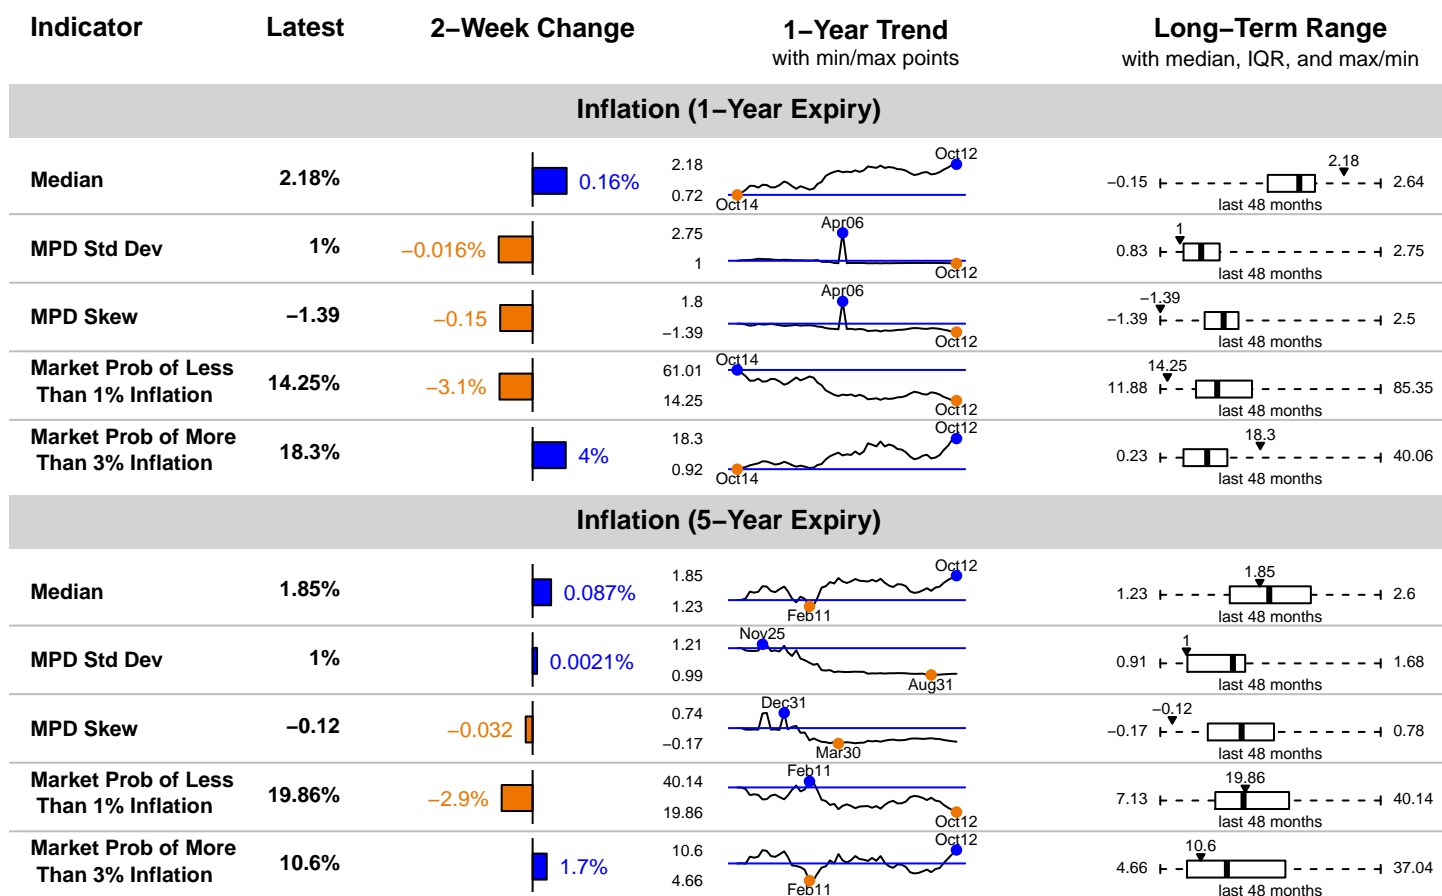 Indicator Latest 2–Week Change 1–Year Trend Long–Term Range
with min/max points with median, IQR, and max/min
Inflation (1–Year Expiry)
Median 2.18% 0.16% 2.18 0.72 Oct14 Oct12 −0.15 2.18 2.64
last 48 months
MPD Std Dev 1% −0.016% 2.75 1 Apr06 Oct12 0.83 1 2.75
last 48 months
MPD Skew −1.39 −0.15 1.8 −1.39 Apr06 Oct12 −1.39 −1.39 2.5
last 48 months
Market Prob of Less
Than 1% Inflation 14.25% −3.1% 61.01 14.25 Oct14 Oct12 11.88 14.25 85.35
last 48 months
Market Prob of More
Than 3% Inflation 18.3% 4% 18.3 0.92 Oct14 Oct12 0.23 18.3 40.06
last 48 months
Inflation (5–Year Expiry)
Median 1.85% 0.087% 1.85 1.23 Feb11 Oct12 1.23 1.85 2.6
last 48 months
MPD Std Dev 1% 0.0021% 1.21 0.99 Nov25 Aug31 0.91 1 1.68
last 48 months
MPD Skew −0.12 −0.032 0.74 −0.17 Dec31 Mar30 −0.17 −0.12 0.78
last 48 months
Market Prob of Less
Than 1% Inflation 19.86% −2.9% 40.14 19.86 Feb11 Oct12 7.13 19.86 40.14
last 48 months
Market Prob of More
Than 3% Inflation 10.6% 1.7% 10.6 4.66 Feb11 Oct12 4.66 10.6 37.04
last 48 months